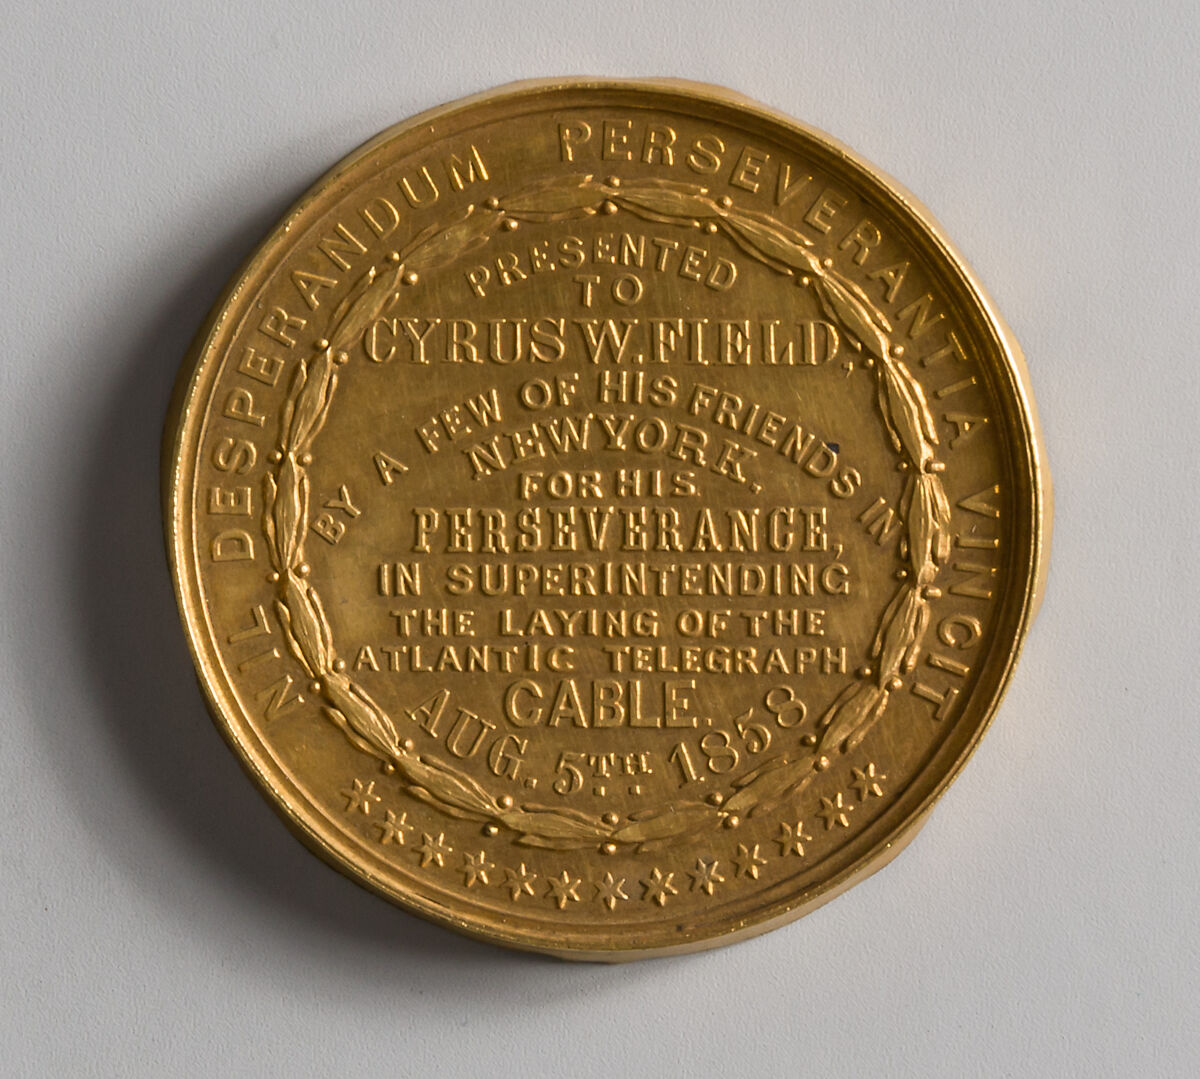 NIL DESPERANDUM PERSEVERANTIA VINCIT
PRESENTED
TO
CYRUS W. FIELD,
BY A FEW OF HIS FRIENDS IN
NEW YORK,
FOR HIS
PERSEVERANCE,
IN SUPERINTENDING
THE LAYING OF THE
ATLANTIC TELEGRAPH
CABLE.
AUG. 5TH. 1858